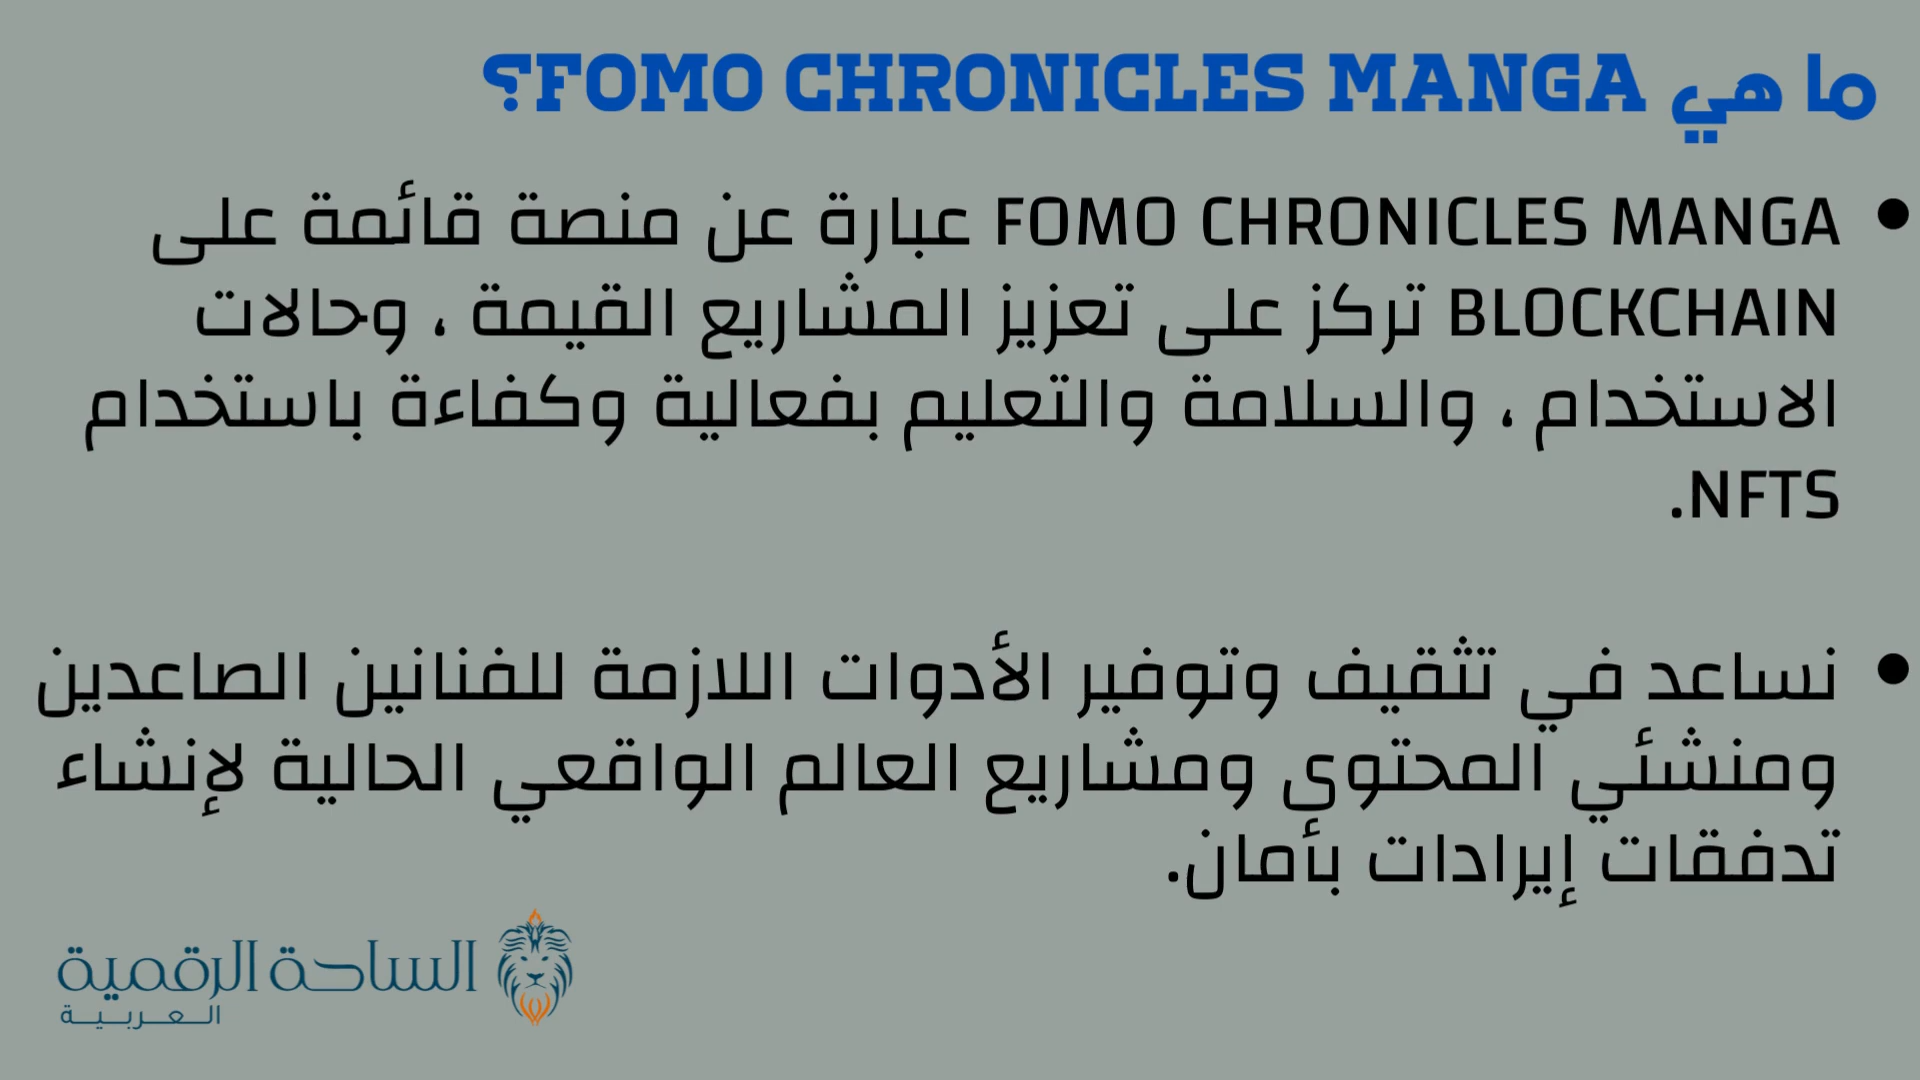 ما هي FOMO CHRONICLES MANGA؟
• FOMO CHRONICLES MANGA عبارة عن منصة قائمة على
BLOCKCHAIN تركز على تعزيز المشاريع القيمة ، وحالات
الاستخدام ، والسلامة والتعليم بفعالية وكفاءة باستخدام
NFTS.
• نساعد في تثقيف وتوفير الأدوات اللازمة للفنانين الصاعدين
ومنشئي المحتوى ومشاريع العالم الواقعي الحالية لإنشاء
تدفقات إيرادات بأمان.
الساحة الرقمية
العربية